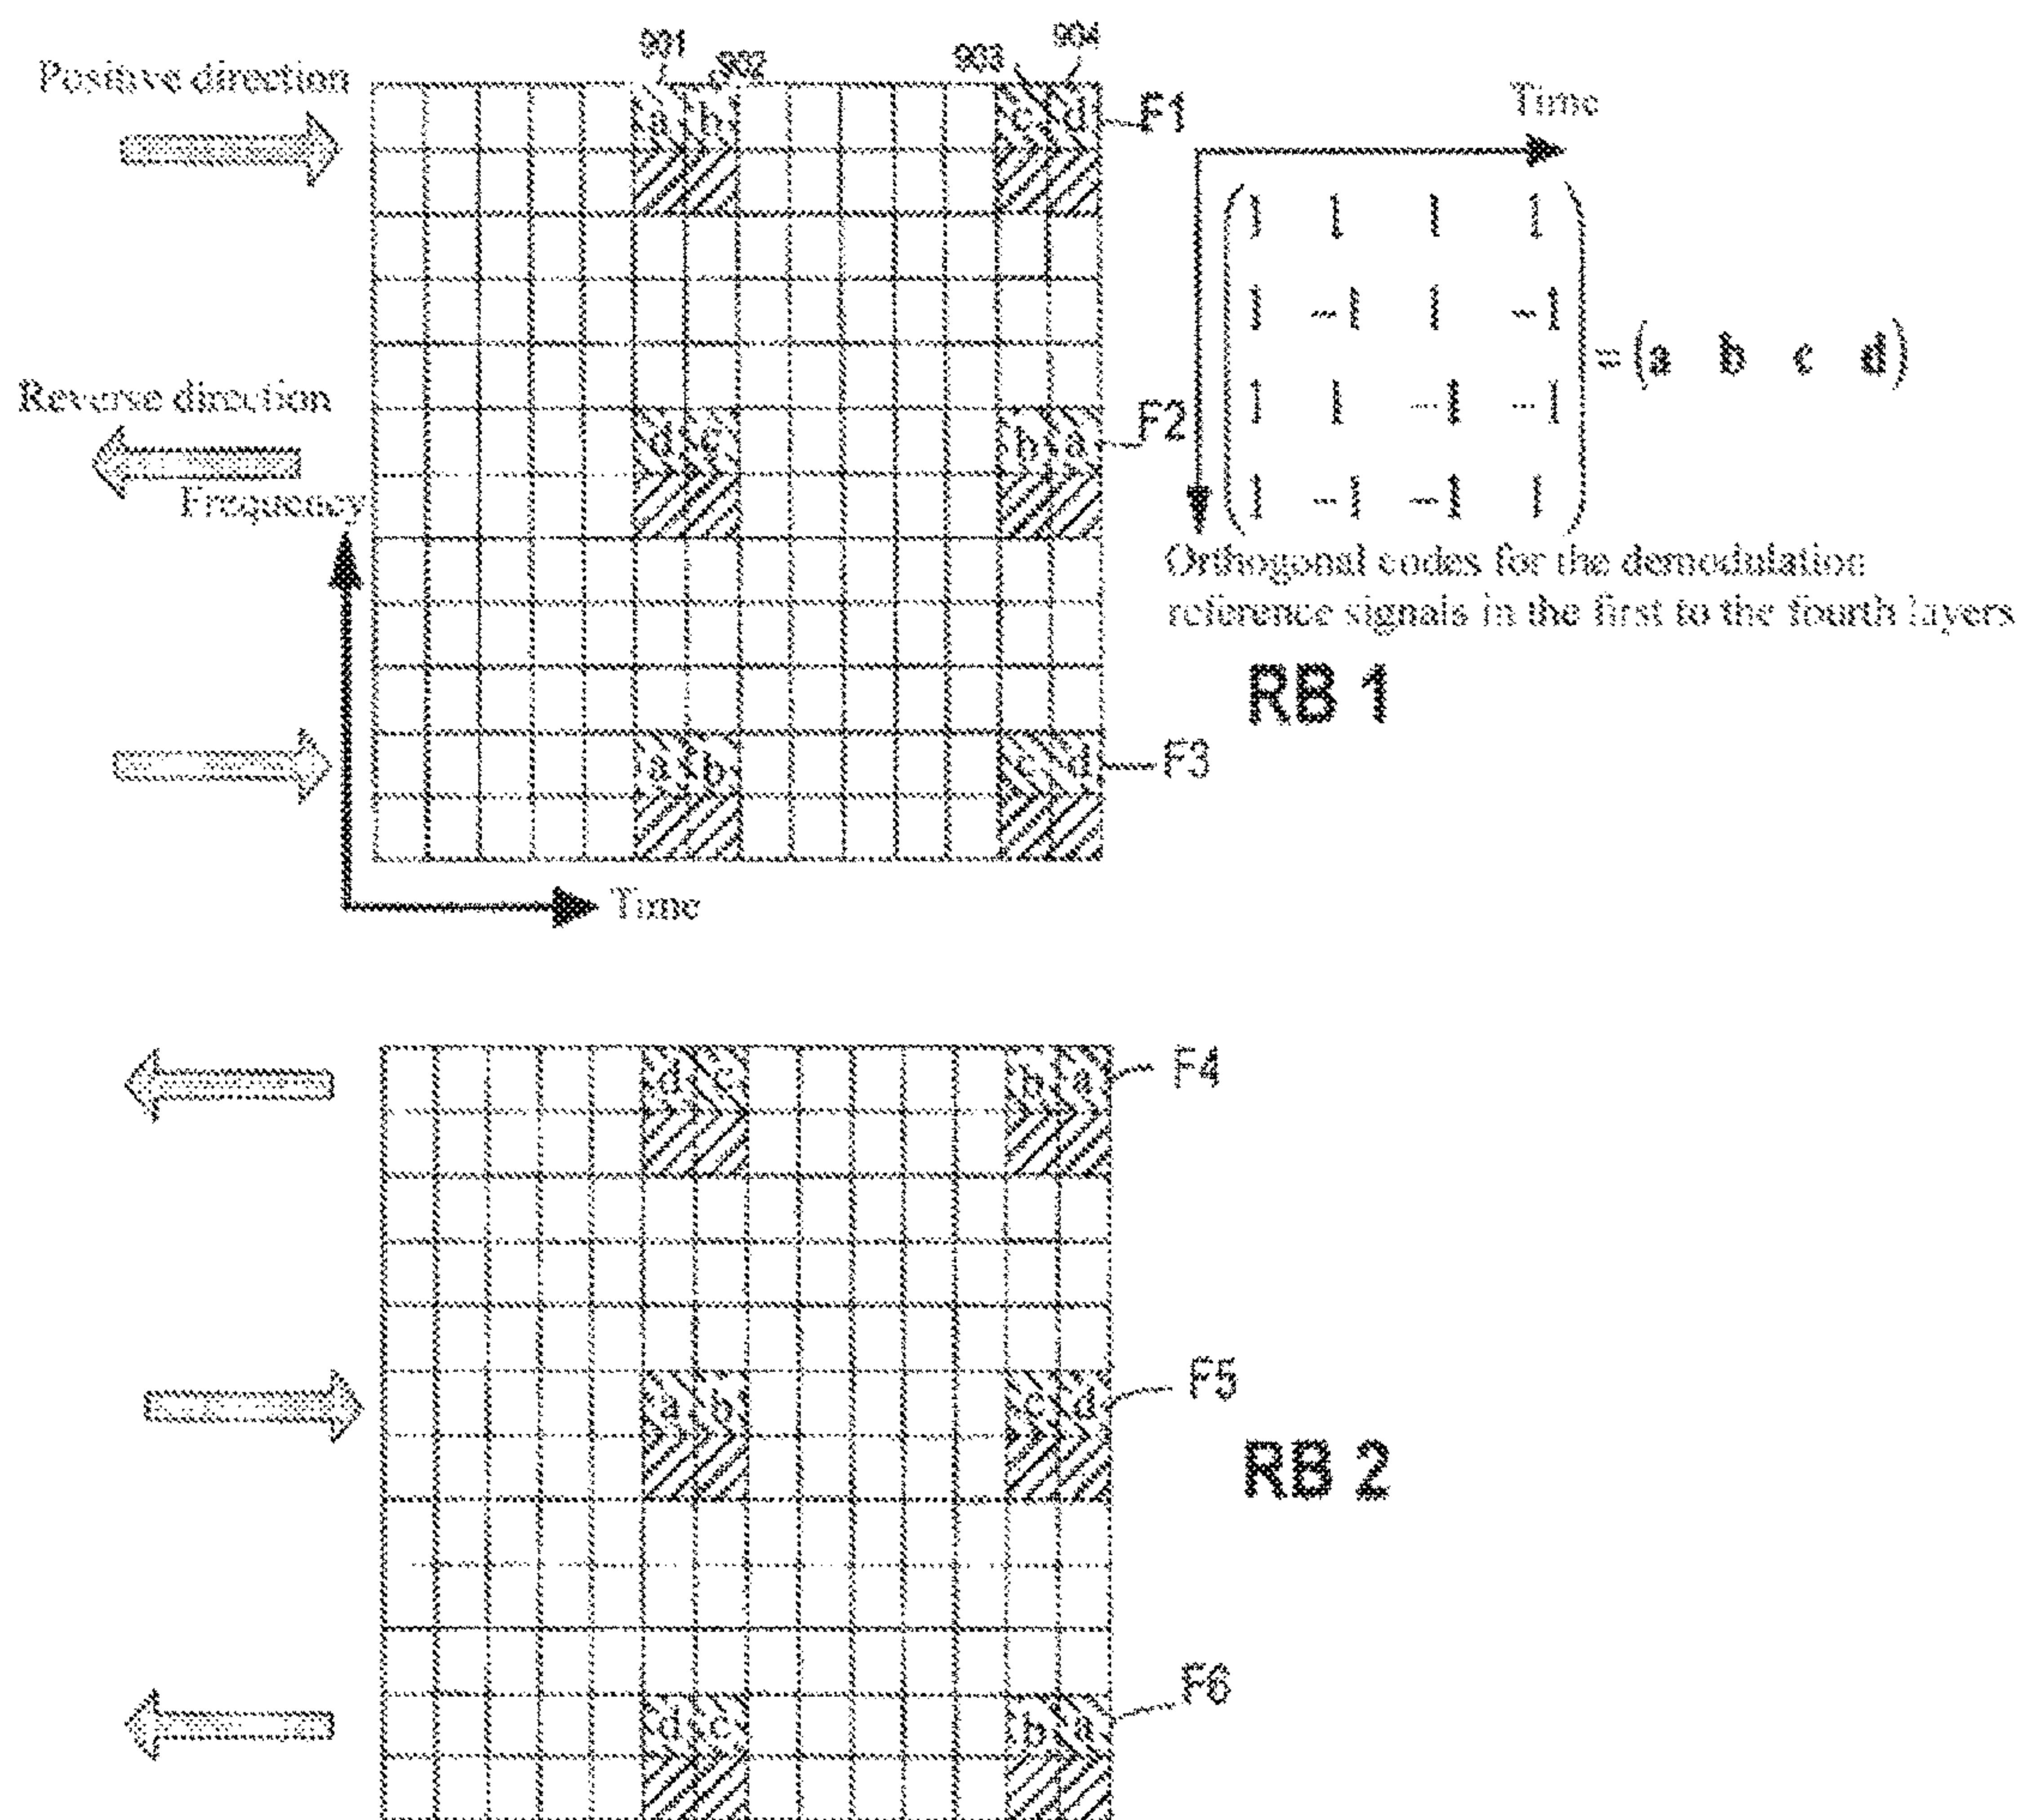 901 902 903 904
Positive direction
a b c d F1
Time
1 1 1 1
1 -1 1 -1
1 1 -1 -1
1 -1 -1 1
= (a b c d)
Reverse direction
d c b a F2
Frequency
Orthogonal codes for the demodulation
reference signals in the first to the fourth layers
RB 1
a b c d F3
Time
d c b a F4
a b c d F5
RB 2
d c b a F6